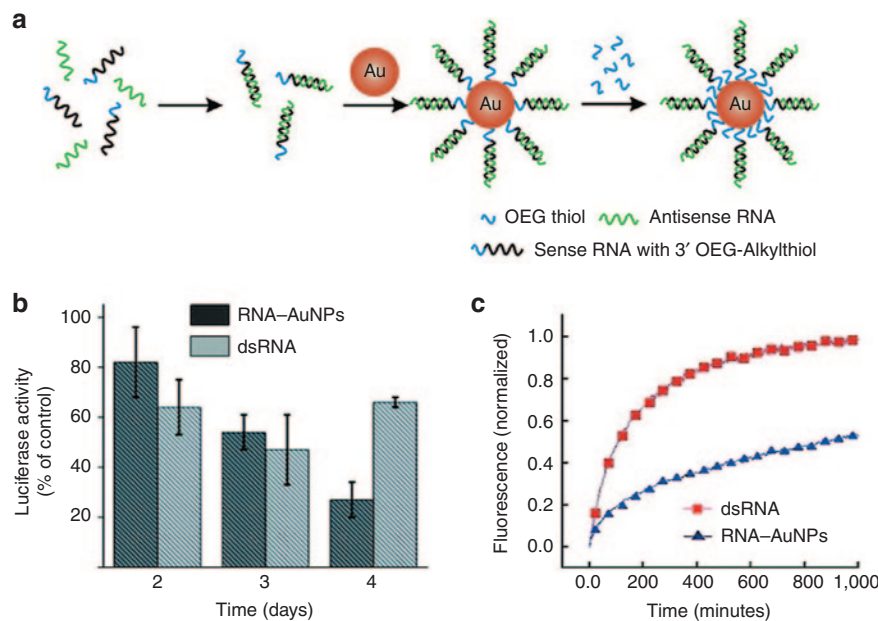 a
Au
Au
Au
OEG thiol
Antisense RNA
Sense RNA with 3′ OEG-Alkylthiol
b
RNA–AuNPs
dsRNA
Luciferase activity
(% of control)
100
80
60
40
20
2
3
4
Time (days)
c
Fluorescence (normalized)
1.0
0.8
0.6
0.4
0.2
0.0
dsRNA
RNA–AuNPs
0.0
200
400
600
800
1,000
Time (minutes)